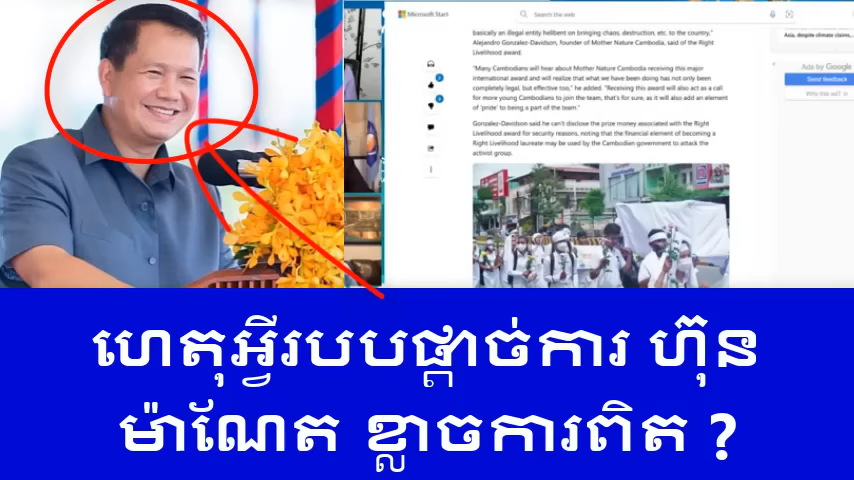 Microsoft Start
Search the web
basically an illegal entity hellbent on bringing chaos, destruction, etc. to the country,"
Alejandro Gonzalez-Davidson, founder of Mother Nature Cambodia, said of the Right
Livelihood award.
"Many Cambodians will hear about Mother Nature Cambodia receiving this major
international award and will realize that what we have been doing has not only been
completely legal, but effective too," he added. "Receiving this award will also act as a call
for more young Cambodians to join the team, that's for sure, as it will also add an element
of 'pride' to being a part of the team."
Gonzalez-Davidson said he can't disclose the prize money associated with the Right
Livelihood award for security reasons, noting that the financial element of becoming a
Right Livelihood laureate may be used by the Cambodian government to attack the
activist group.
Asia, despite climate claims,...
Ads by Google
Send feedback
Why this ad?
ហេតុអ្វីរបបផ្តាច់ការ ហ៊ុន
ម៉ាណែត ខ្លាចការពិត ?